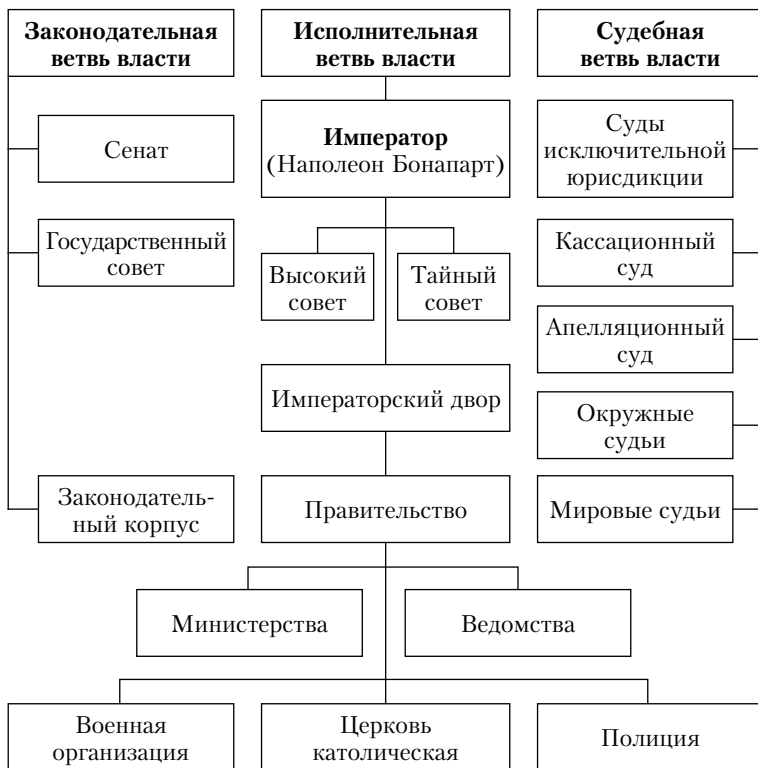 Законодательная
ветвь власти
Исполнительная
ветвь власти
Судебная
ветвь власти
Сенат
Император
(Наполеон Бонапарт)
Суды
исключительной
юрисдикции
Государственный
совет
Высокий
совет
Тайный
совет
Кассационный
суд
Апелляционный
суд
Императорский двор
Окружные
судьи
Законодатель-
ный корпус
Правительство
Мировые судьи
Министерства
Ведомства
Военная
организация
Церковь
католическая
Полиция